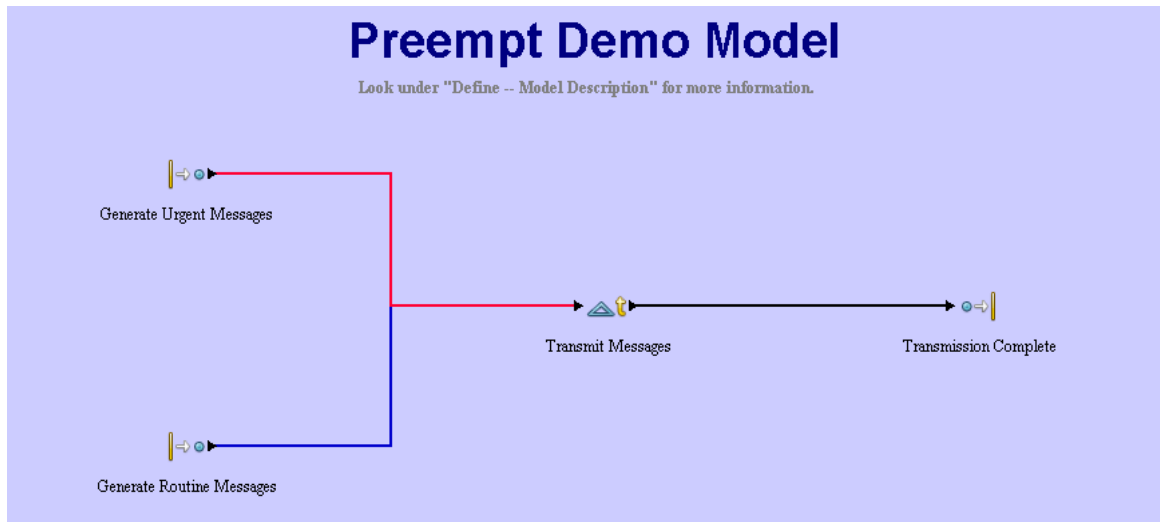 Preempt Demo Model
Look under "Define -- Model Description" for more information.
Generate Urgent Messages
Transmit Messages
Transmission Complete
Generate Routine Messages